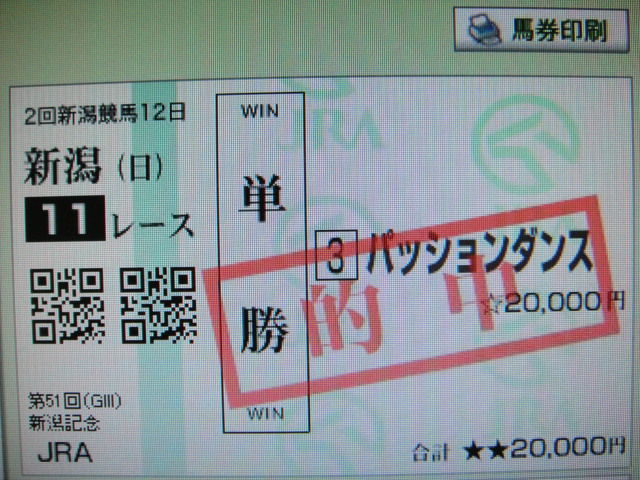 馬券印刷
2回新潟競馬12日
新潟(日)
11レース
WIN
単勝
WIN
3 パッションダンス
☆20,000円
的中
第51回(GIII)
新潟記念
JRA
合計 ★★20,000円
JRA